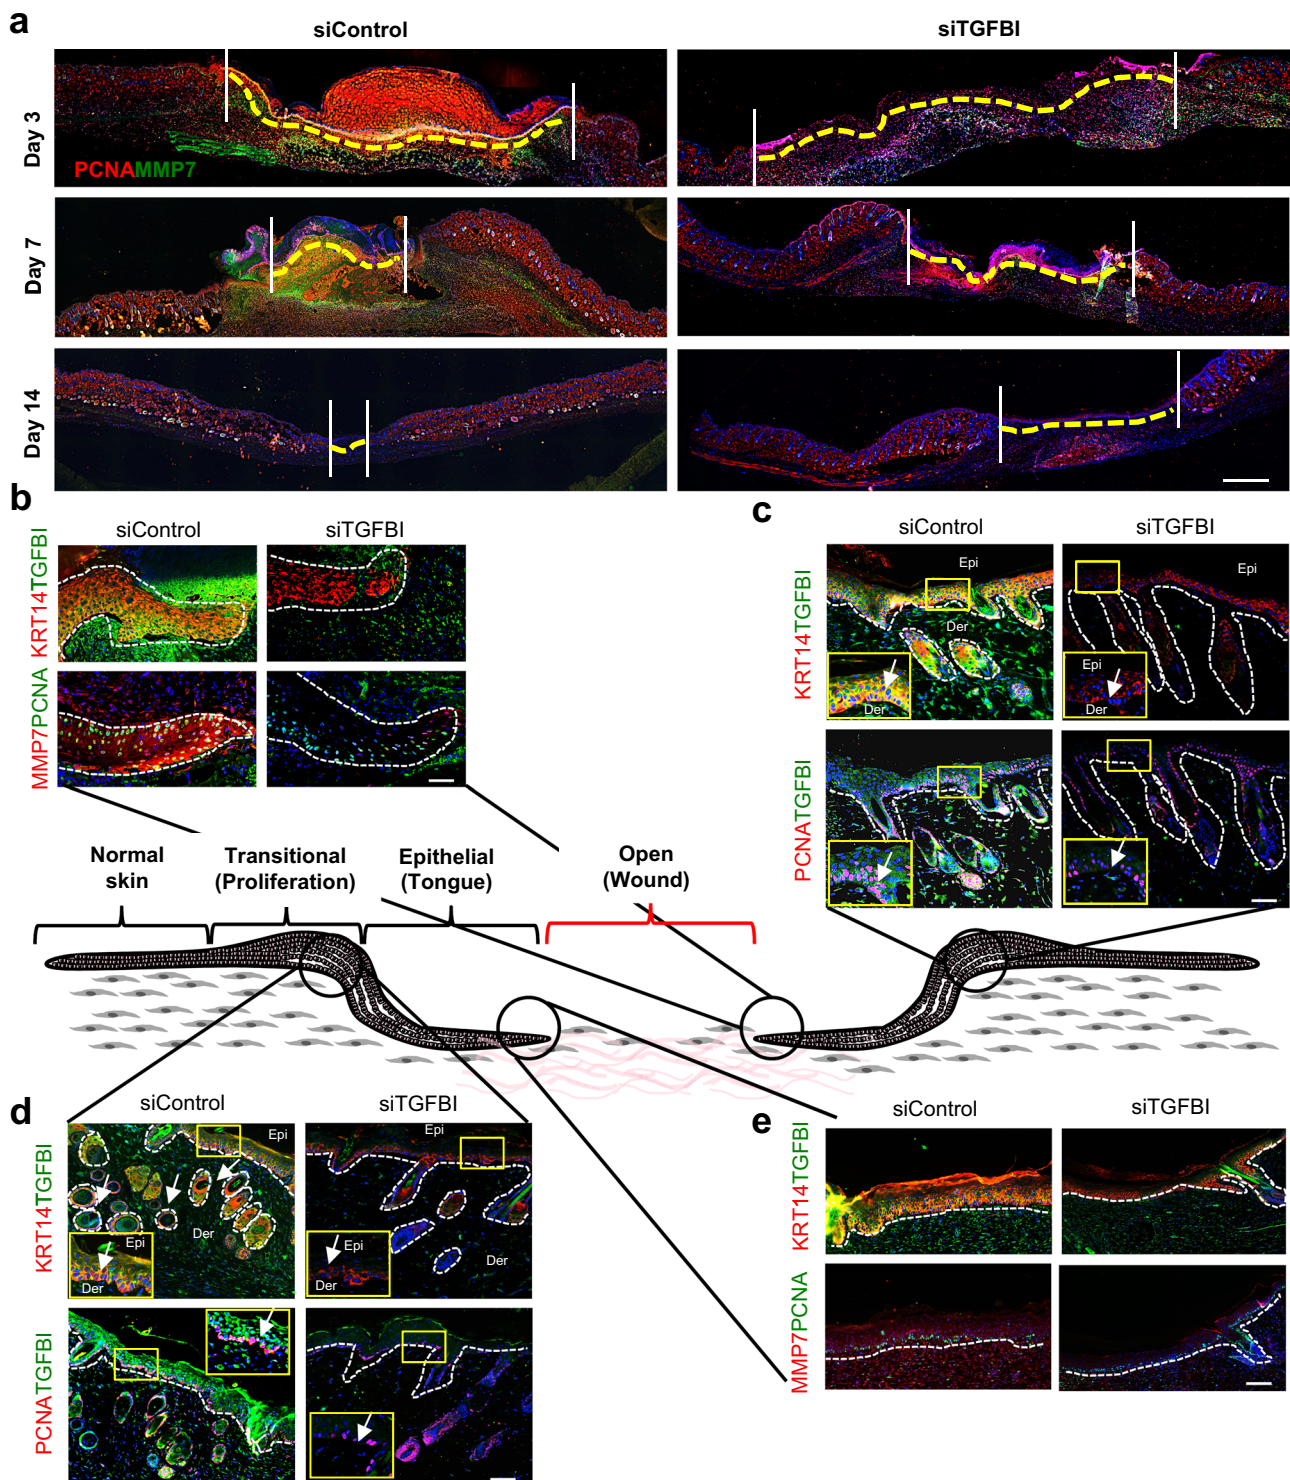 a
siControl
siTGFBI
Day 3
PCNAMMP7
Day 7
Day 14
b
siControl
siTGFBI
KRT14TGFBI
MMP7PCNA
c
siControl
siTGFBI
KRT14TGFBI
Epi
Der
Der
Epi
Epi
Der
PCNATGFBI
Normal
skin
Transitional
(Proliferation)
Epithelial
(Tongue)
Open
(Wound)
d
siControl
siTGFBI
KRT14TGFBI
Epi
Der
Epi
Der
Epi
Epi
Der
Der
PCNATGFBI
e
siControl
siTGFBI
KRT14TGFBI
MMP7PCNA